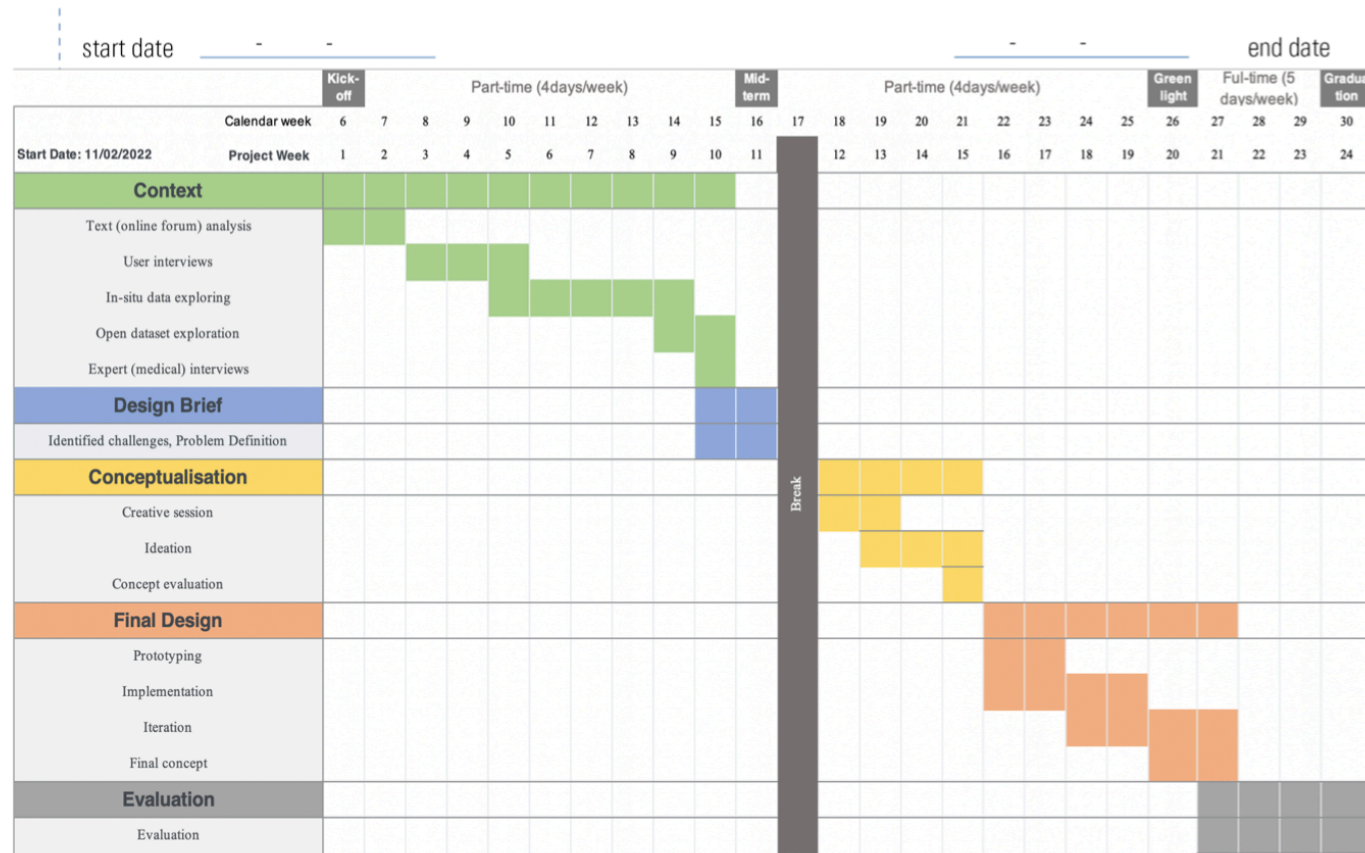 start date - - - - end date
Kick-off Part-time (4days/week) Mid-term Part-time (4days/week) Green light Ful-time (5 days/week) Gradua tion
Calendar week 6 7 8 9 10 11 12 13 14 15 16 17 18 19 20 21 22 23 24 25 26 27 28 29 30
Start Date: 11/02/2022 Project Week 1 2 3 4 5 6 7 8 9 10 11 12 13 14 15 16 17 18 19 20 21 22 23 24
Context
Text (online forum) analysis
User interviews
In-situ data exploring
Open dataset exploration
Expert (medical) interviews
Design Brief
Identified challenges, Problem Definition
Conceptualisation
Break
Creative session
Ideation
Concept evaluation
Final Design
Prototyping
Implementation
Iteration
Final concept
Evaluation
Evaluation